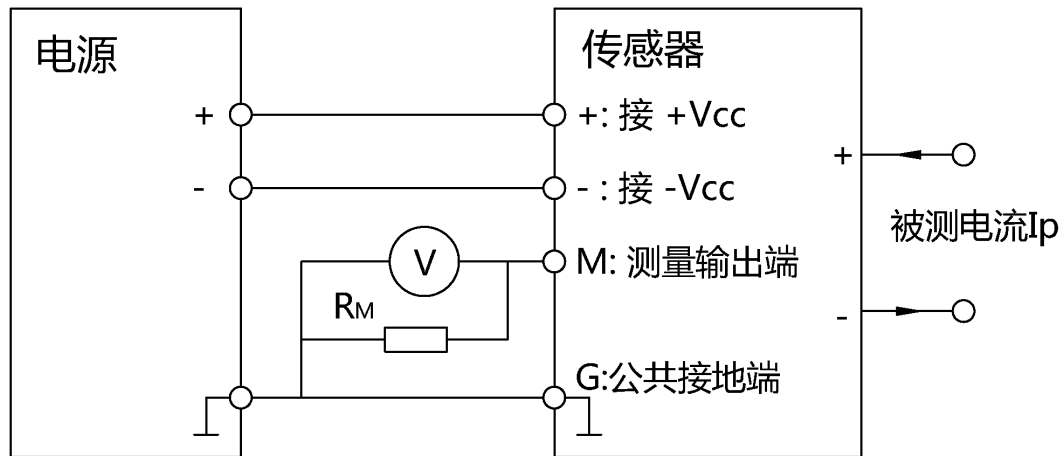 电源
传感器
+
+: 接 +Vcc
+
-
- : 接 -Vcc
被测电流Ip
V
M: 测量输出端
RM
-
G:公共接地端